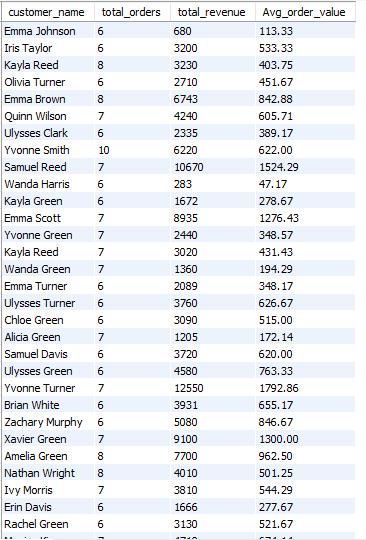 customer_name total_orders total_revenue Avg_order_value
Emma Johnson 6 680 113.33
Iris Taylor 6 3200 533.33
Kayla Reed 8 3230 403.75
Olivia Turner 6 2710 451.67
Emma Brown 8 6743 842.88
Quinn Wilson 7 4240 605.71
Ulysses Clark 6 2335 389.17
Yvonne Smith 10 6220 622.00
Samuel Reed 7 10670 1524.29
Wanda Harris 6 283 47.17
Kayla Green 6 1672 278.67
Emma Scott 7 8935 1276.43
Yvonne Green 7 2440 348.57
Kayla Reed 7 3020 431.43
Wanda Green 7 1360 194.29
Emma Turner 6 2089 348.17
Ulysses Turner 6 3760 626.67
Chloe Green 6 3090 515.00
Alicia Green 7 1205 172.14
Samuel Davis 6 3720 620.00
Ulysses Green 6 4580 763.33
Yvonne Turner 7 12550 1792.86
Brian White 6 3931 655.17
Zachary Murphy 6 5080 846.67
Xavier Green 7 9100 1300.00
Amelia Green 8 7700 962.50
Nathan Wright 8 4010 501.25
Ivy Morris 7 3810 544.29
Erin Davis 6 1666 277.67
Rachel Green 6 3130 521.67